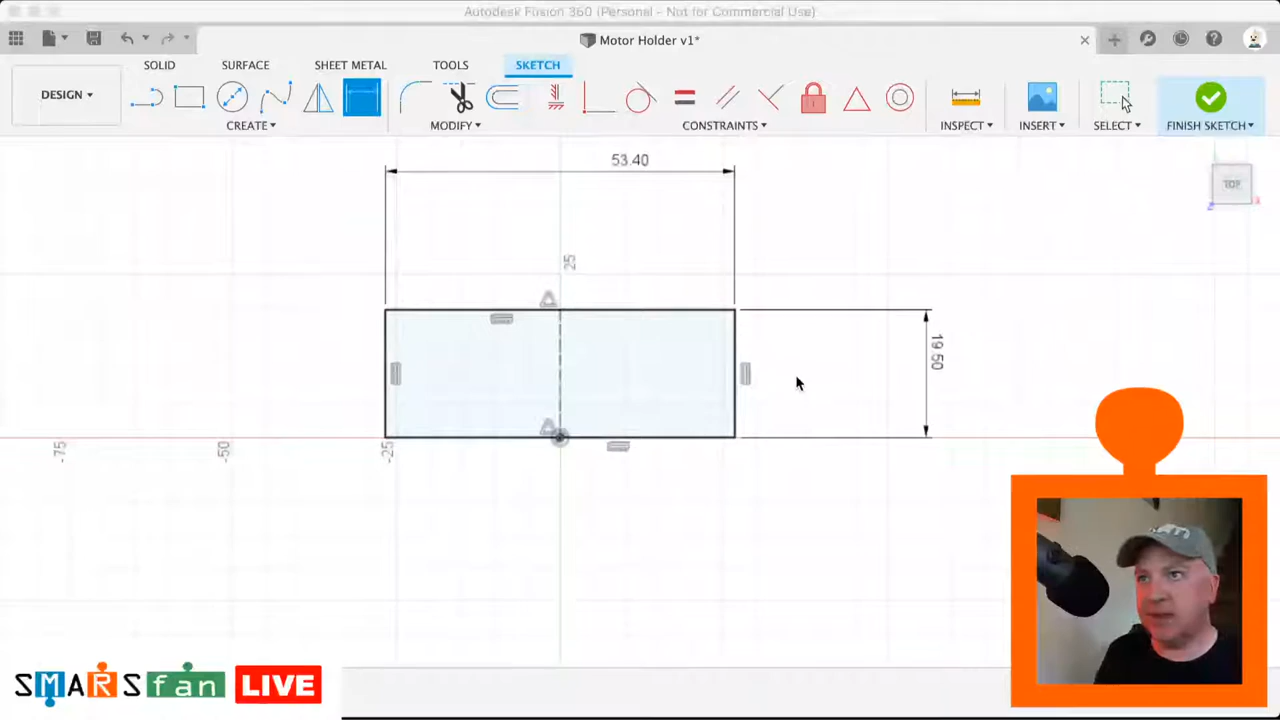 Autodesk Fusion 360 (Personal - Not for Commercial Use)
Motor Holder v1*
SOLID SURFACE SHEET METAL TOOLS SKETCH
DESIGN
CREATE MODIFY CONSTRAINTS INSPECT INSERT SELECT FINISH SKETCH
53.40
TOP
25
19.50
-75 -50 -25
SMARSfan LIVE